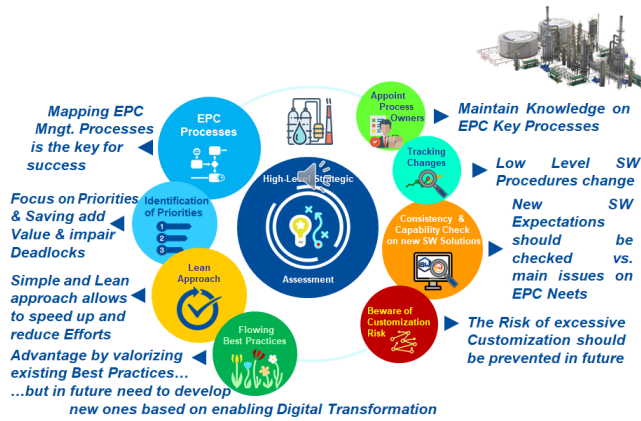 Mapping EPC
Mngt. Processes
is the key for
success
EPC
Processes
Appoint
Process
Owners
Maintain Knowledge on
EPC Key Processes
Tracking
Changes
Low Level SW
Procedures change
High-Level Strategic
Assessment
Focus on Priorities
& Saving add
Value & impair
Deadlocks
Identification
of Priorities
1
2
3
Consistency &
Capability Check
on new SW Solutions
New SW
Expectations
should be
checked vs.
main issues on
EPC Neets
Simple and Lean
approach allows
to speed up and
reduce Efforts
Lean
Approach
Beware of
Customization
Risk
The Risk of excessive
Customization should
be prevented in future
Flowing
Best Practices
Advantage by valorizing
existing Best Practices…
…but in future need to develop
new ones based on enabling Digital Transformation